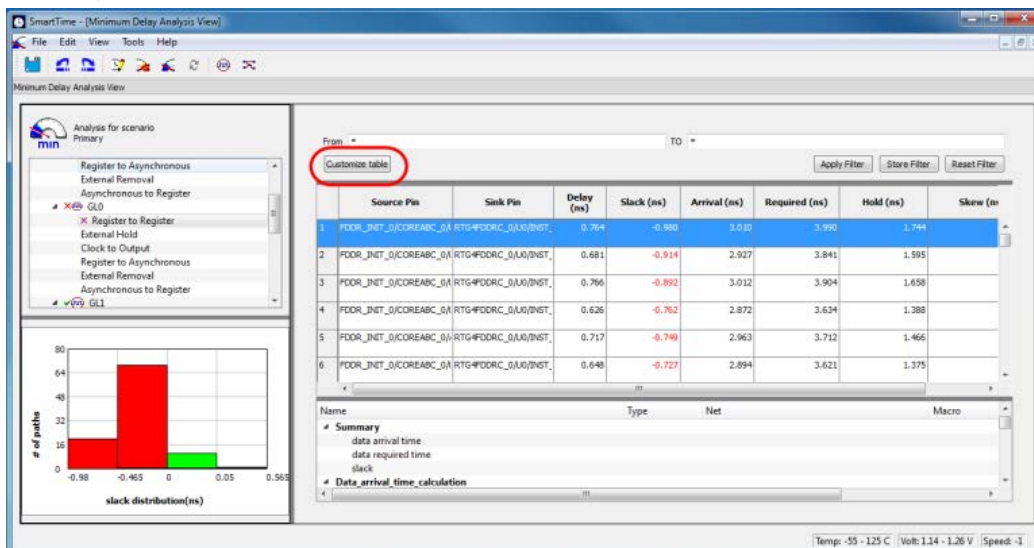 SmartTime - [Minimum Delay Analysis View]
File Edit View Tools Help
Minimum Delay Analysis View
Analysis for scenario
Primary
min
Register to Asynchronous
External Removal
Asynchronous to Register
GL0
Register to Register
External Hold
Clock to Output
Register to Asynchronous
External Removal
Asynchronous to Register
GL1
80
64
48
32
16
0
# of paths
-0.98 -0.465 0 0.05 0.565
slack distribution(ns)
From * TO *
Customize table Apply Filter Store Filter Reset Filter
Source Pin Sink Pin Delay (ns) Slack (ns) Arrival (ns) Required (ns) Hold (ns) Skew (ns
1 FDDR_INIT_0/COREABC_0/ RTG4FDDRC_0/U0/INST_ 0.764 -0.980 3.010 3.990 1.744
2 FDDR_INIT_0/COREABC_0/ RTG4FDDRC_0/U0/INST_ 0.681 -0.914 2.927 3.841 1.595
3 FDDR_INIT_0/COREABC_0/ RTG4FDDRC_0/U0/INST_ 0.766 -0.892 3.012 3.904 1.658
4 FDDR_INIT_0/COREABC_0/ RTG4FDDRC_0/U0/INST_ 0.626 -0.762 2.872 3.634 1.388
5 FDDR_INIT_0/COREABC_0/ RTG4FDDRC_0/U0/INST_ 0.717 -0.749 2.963 3.712 1.466
6 FDDR_INIT_0/COREABC_0/ RTG4FDDRC_0/U0/INST_ 0.648 -0.727 2.894 3.621 1.375
Name Type Net Macro
Summary
data arrival time
data required time
slack
Data_arrival_time_calculation
Temp: -55 - 125 C Volt: 1.14 - 1.26 V Speed: -1